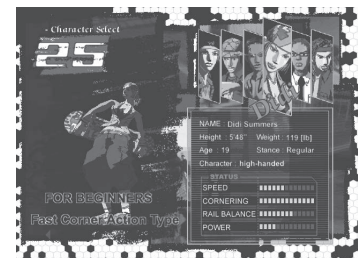 - Character Select
25
Didi
NAME : Didi Summers
Height : 5'48" Weight : 119 [lb]
Age : 19 Stance : Regular
Character : high-handed
STATUS
SPEED
CORNERING
RAIL BALANCE
POWER
FOR BEGINNERS
Fast Corner Action Type